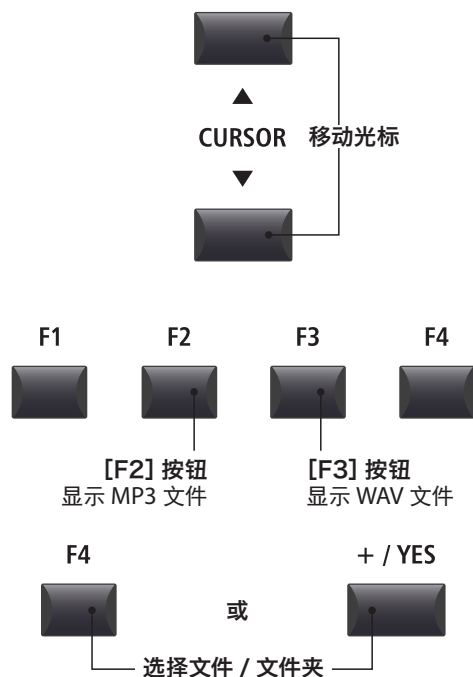 ▲
CURSOR 移动光标
▼
F1 F2 F3 F4
[F2] 按钮 [F3] 按钮
显示 MP3 文件 显示 WAV 文件
F4 + / YES
或
选择文件 / 文件夹